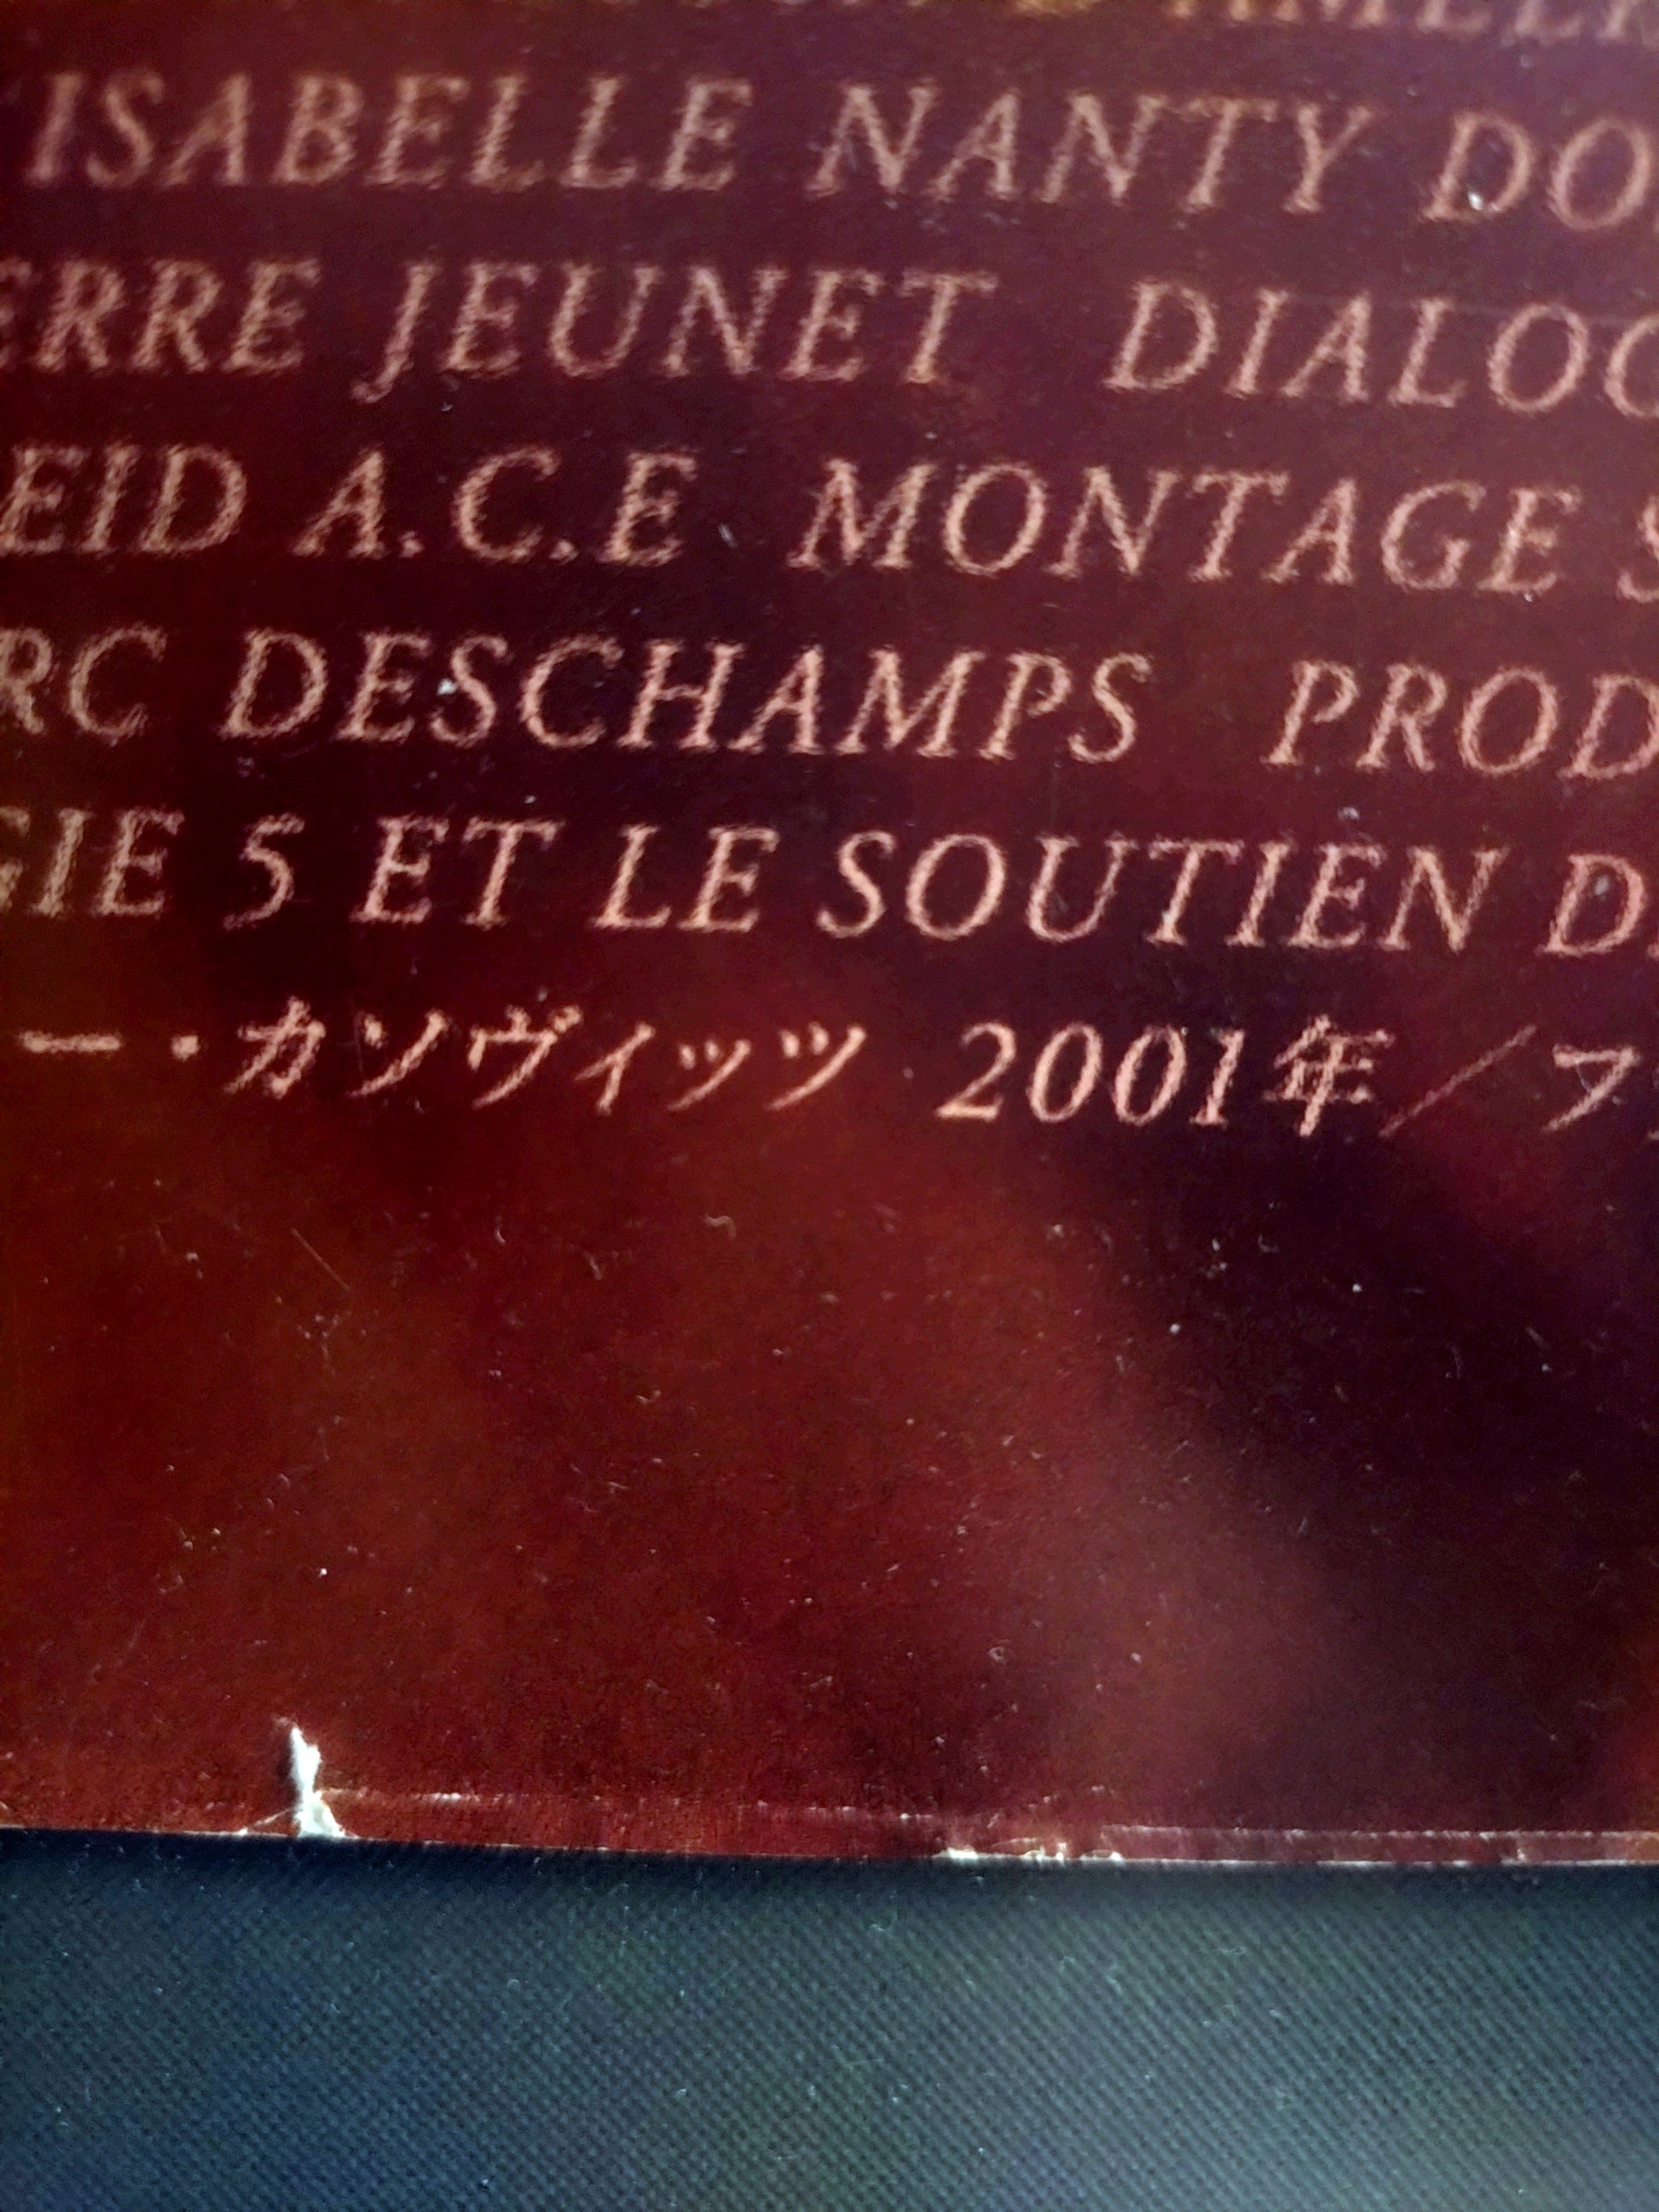 ISABELLE NANTY DO
ERRE JEUNET DIALOG
EID A.C.E MONTAGE S
RC DESCHAMPS PROD
GIE 5 ET LE SOUTIEN D
ー・カソヴィッツ 2001年／フ